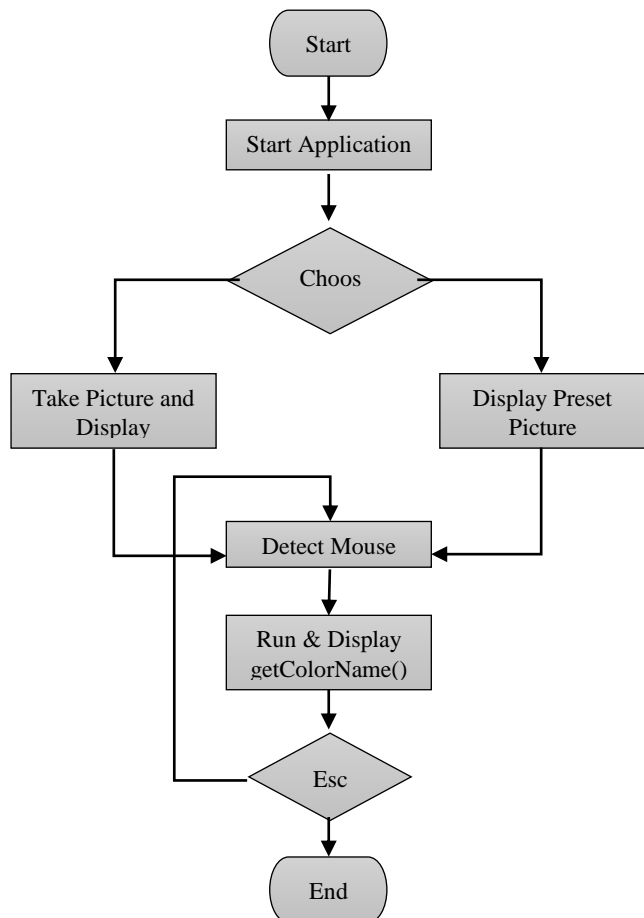 Start
Start Application
Choos
Take Picture and
Display
Display Preset
Picture
Detect Mouse
Run & Display
getColorName()
Esc
End